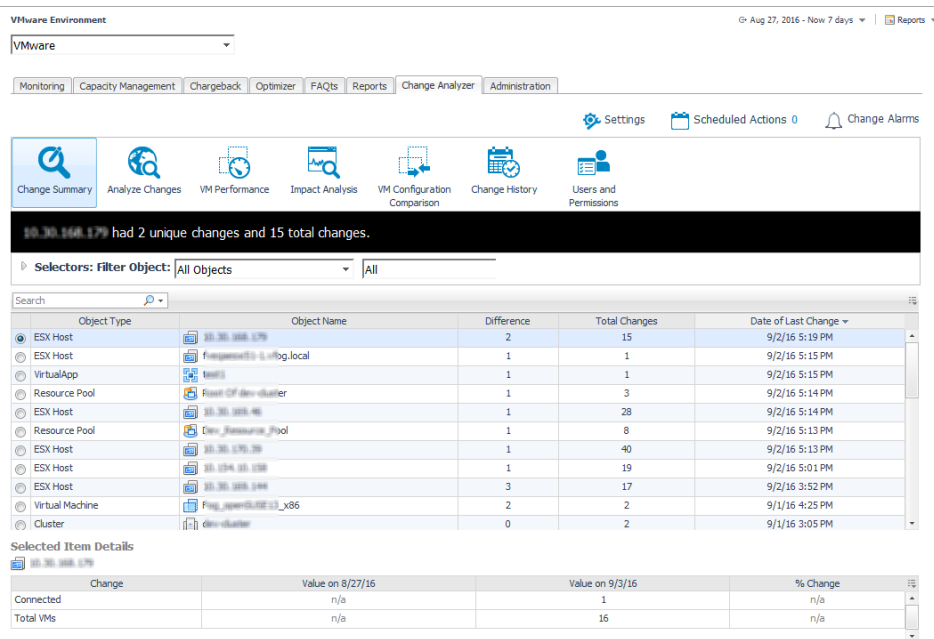 VMware Environment
Aug 27, 2016 - Now 7 days Reports
VMware
Monitoring Capacity Management Chargeback Optimizer FAQts Reports Change Analyzer Administration
Settings Scheduled Actions 0 Change Alarms
Change Summary Analyze Changes VM Performance Impact Analysis VM Configuration Comparison Change History Users and Permissions
had 2 unique changes and 15 total changes.
Selectors: Filter Object: All Objects All
Search
Object Type Object Name Difference Total Changes Date of Last Change
ESX Host 2 15 9/2/16 5:19 PM
ESX Host 1 1 9/2/16 5:15 PM
VirtualApp 1 1 9/2/16 5:15 PM
Resource Pool 1 3 9/2/16 5:14 PM
ESX Host 1 28 9/2/16 5:14 PM
Resource Pool 1 8 9/2/16 5:13 PM
ESX Host 1 40 9/2/16 5:13 PM
ESX Host 1 19 9/2/16 5:01 PM
ESX Host 3 17 9/2/16 3:52 PM
Virtual Machine 2 2 9/1/16 4:25 PM
Cluster 0 2 9/1/16 3:05 PM
Selected Item Details
Change Value on 8/27/16 Value on 9/3/16 % Change
Connected n/a 1 n/a
Total VMs n/a 16 n/a